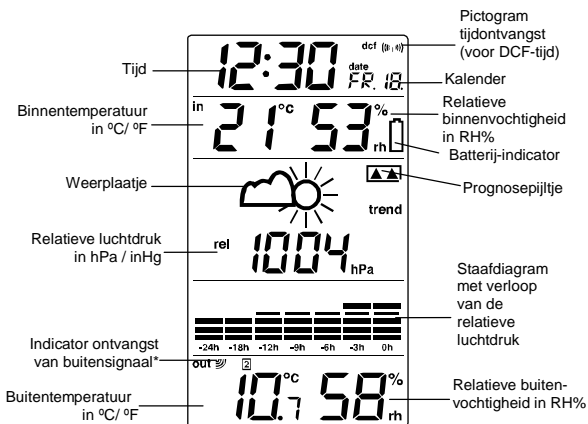 Pictogram
tijdontvangst
(voor DCF-tijd)
dcf
Tijd
12:30
date
FR. 18.
Kalender
Binnentemperatuur
in ºC/ ºF
in
21 °C
53 %
rh
Relatieve
binnenvochtigheid
in RH%
Batterij-indicator
Weerplaatje
Prognosepijltje
trend
Relatieve luchtdruk
in hPa / inHg
rel
1004 hPa
Staafdiagram
met verloop
van de
relatieve
luchtdruk
-24h -18h -12h -9h -6h -3h 0h
Indicator ontvangst
van buitensignaal*
out 2
Buitentemperatuur
in ºC/ ºF
10.7 °C
58 %
rh
Relatieve buiten-
vochtigheid in RH%